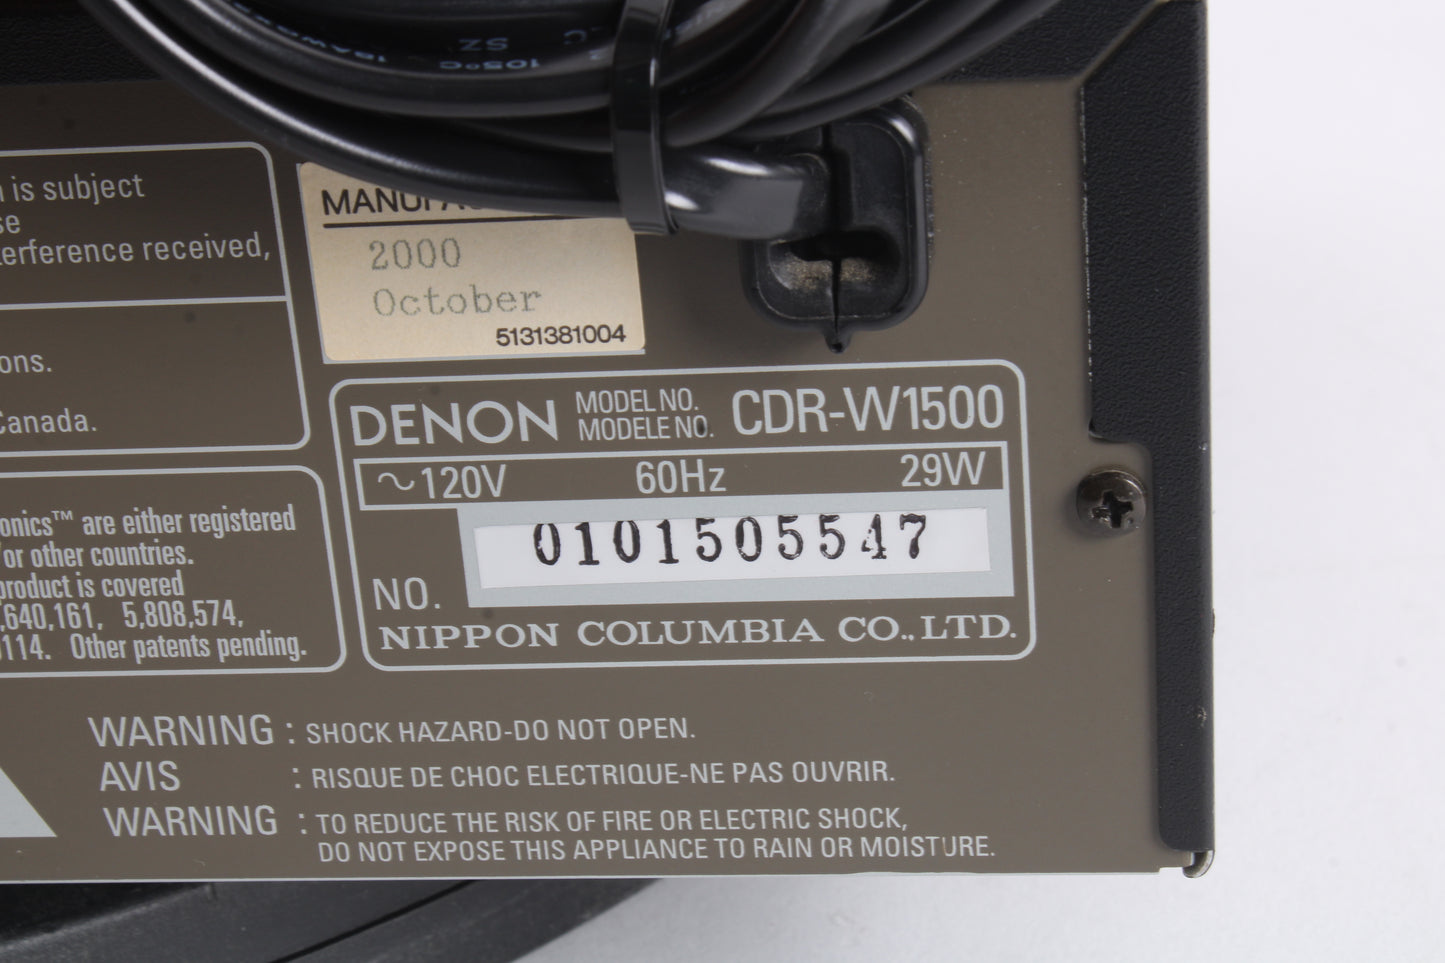 105°C 18AWG
is subject
erference received,
ons.
Canada.
onics™ are either registered
/or other countries.
product is covered
,640,161, 5,808,574,
114. Other patents pending.
2000
October
5131381004
DENON MODEL NO. CDR-W1500
MODELE NO.
~120V 60Hz 29W
0101505547
NO.
NIPPON COLUMBIA CO., LTD.
WARNING : SHOCK HAZARD-DO NOT OPEN.
AVIS : RISQUE DE CHOC ELECTRIQUE-NE PAS OUVRIR.
WARNING : TO REDUCE THE RISK OF FIRE OR ELECTRIC SHOCK,
DO NOT EXPOSE THIS APPLIANCE TO RAIN OR MOISTURE.